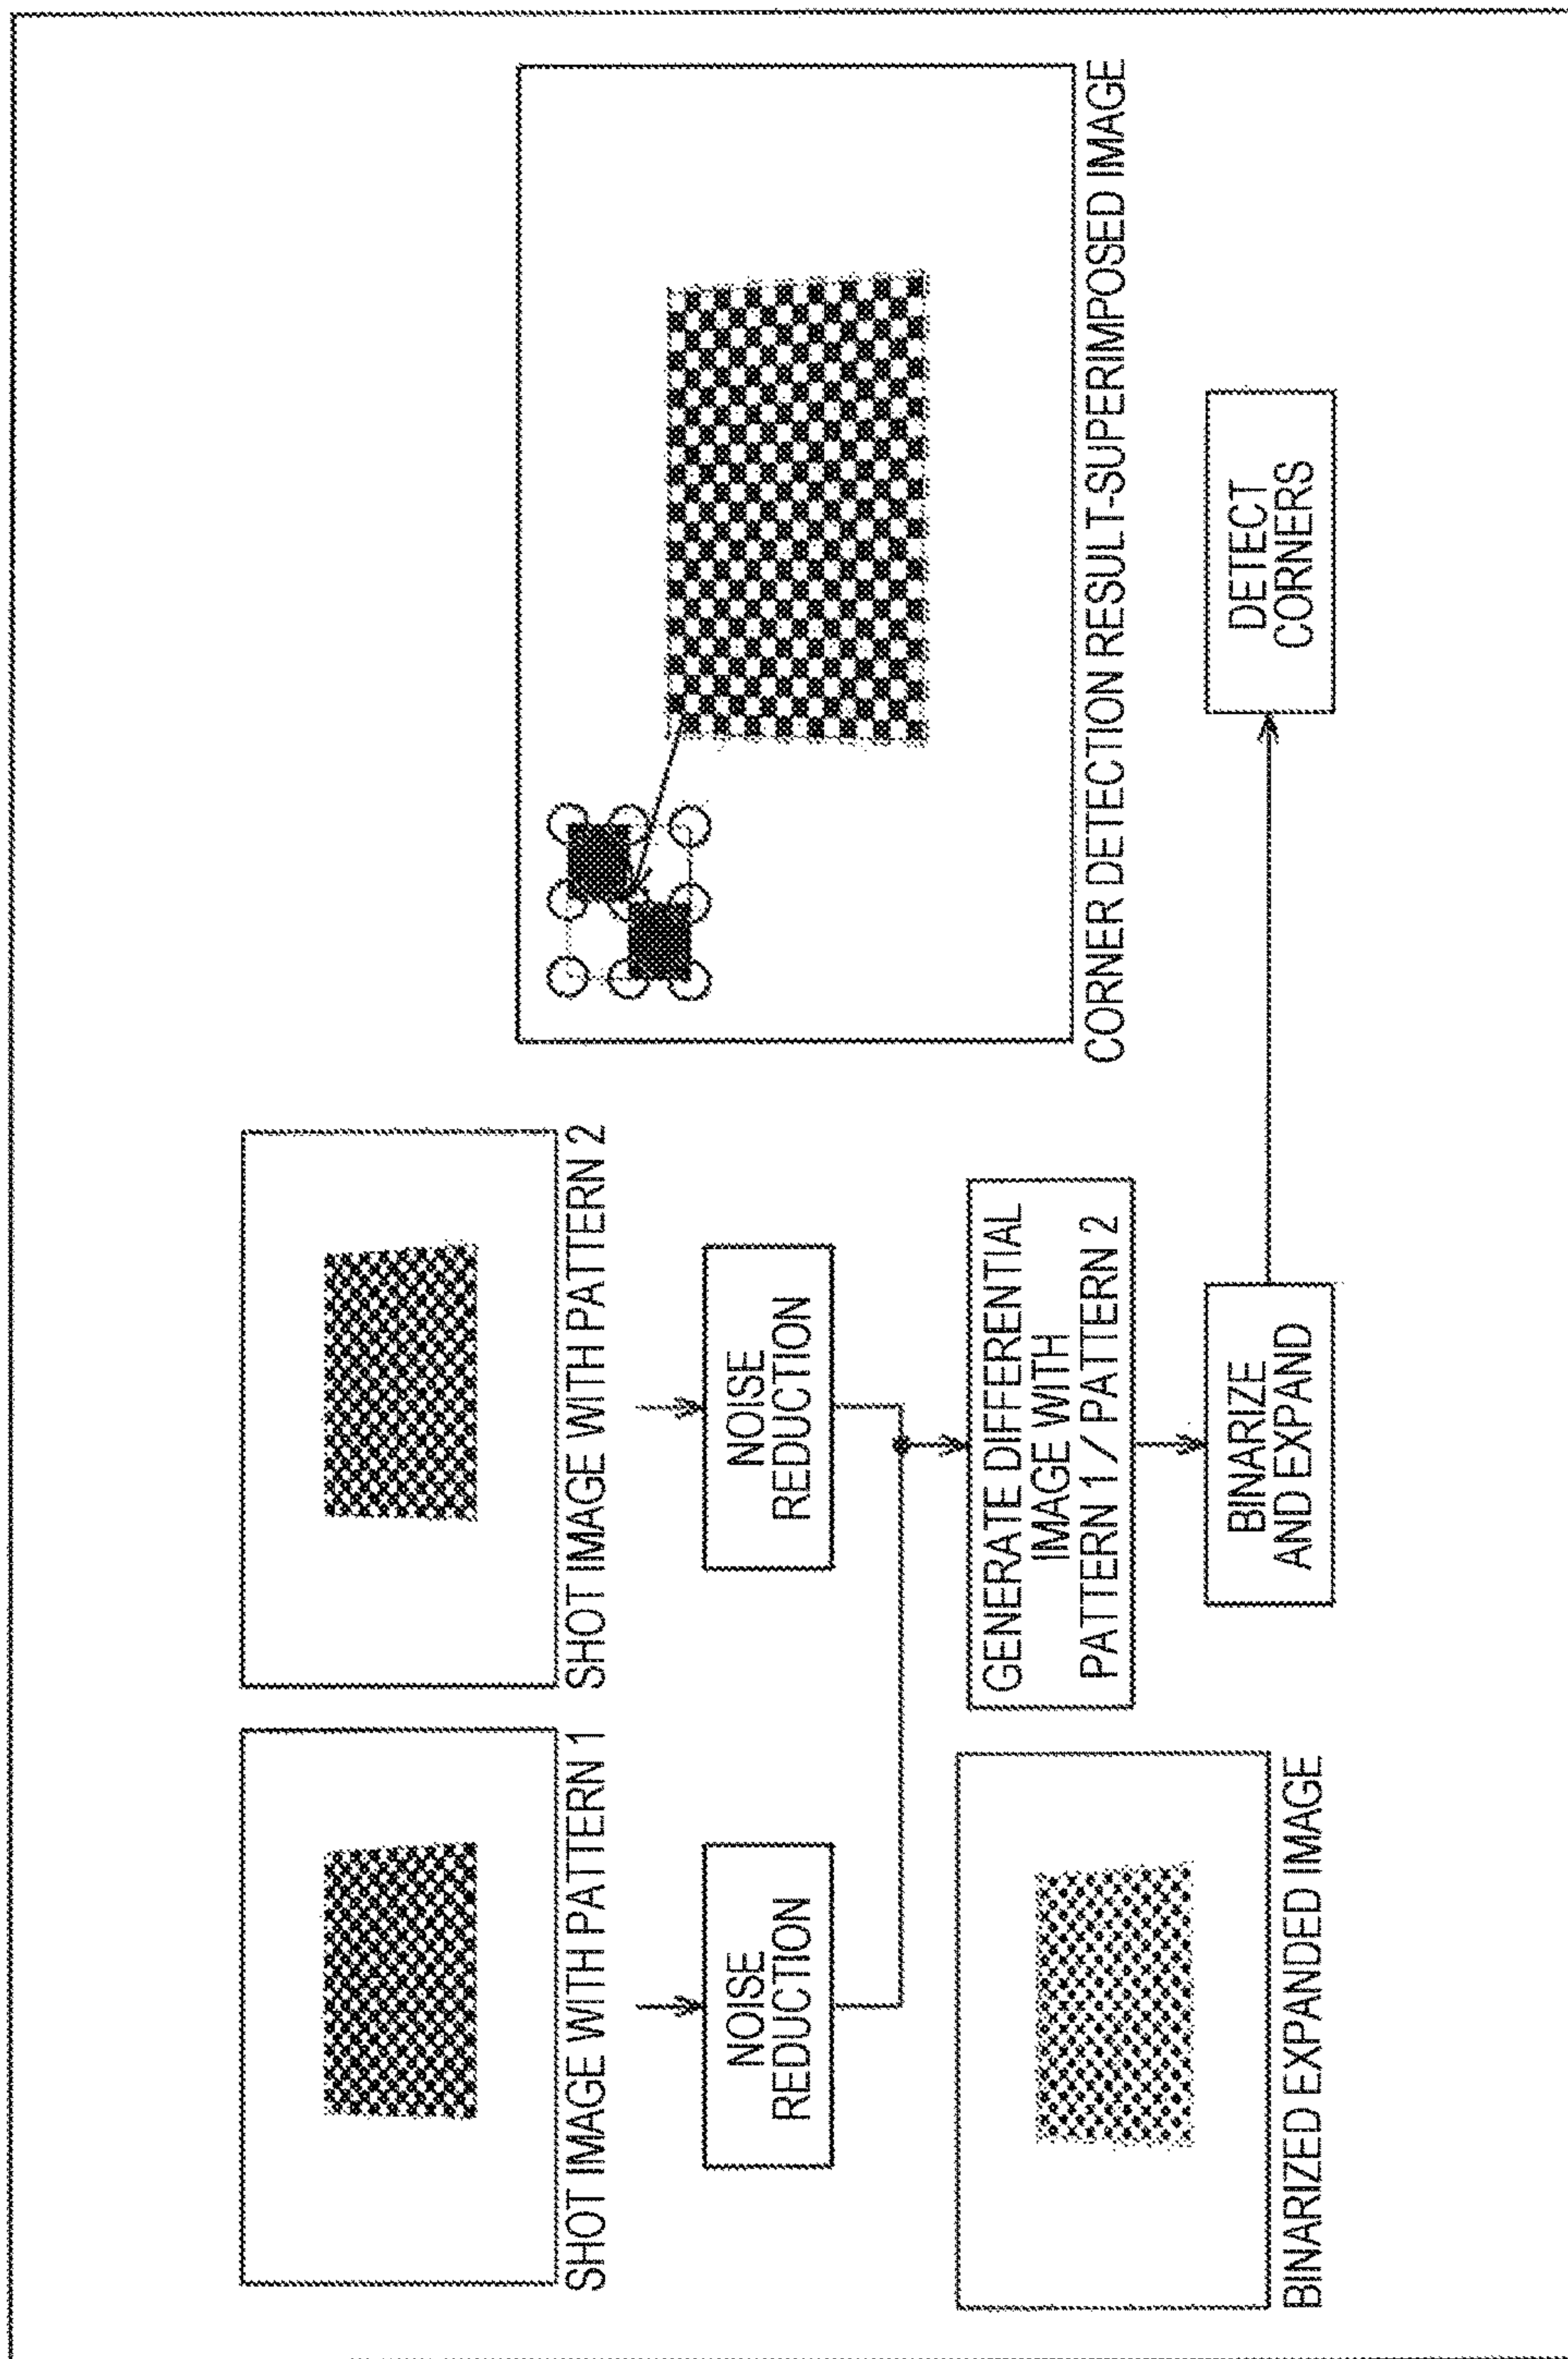 SHOT IMAGE WITH PATTERN 1
SHOT IMAGE WITH PATTERN 2
NOISE
REDUCTION
NOISE
REDUCTION
GENERATE DIFFERENTIAL
IMAGE WITH
PATTERN 1 / PATTERN 2
BINARIZE
AND EXPAND
BINARIZED EXPANDED IMAGE
DETECT
CORNERS
CORNER DETECTION RESULT-SUPERIMPOSED IMAGE